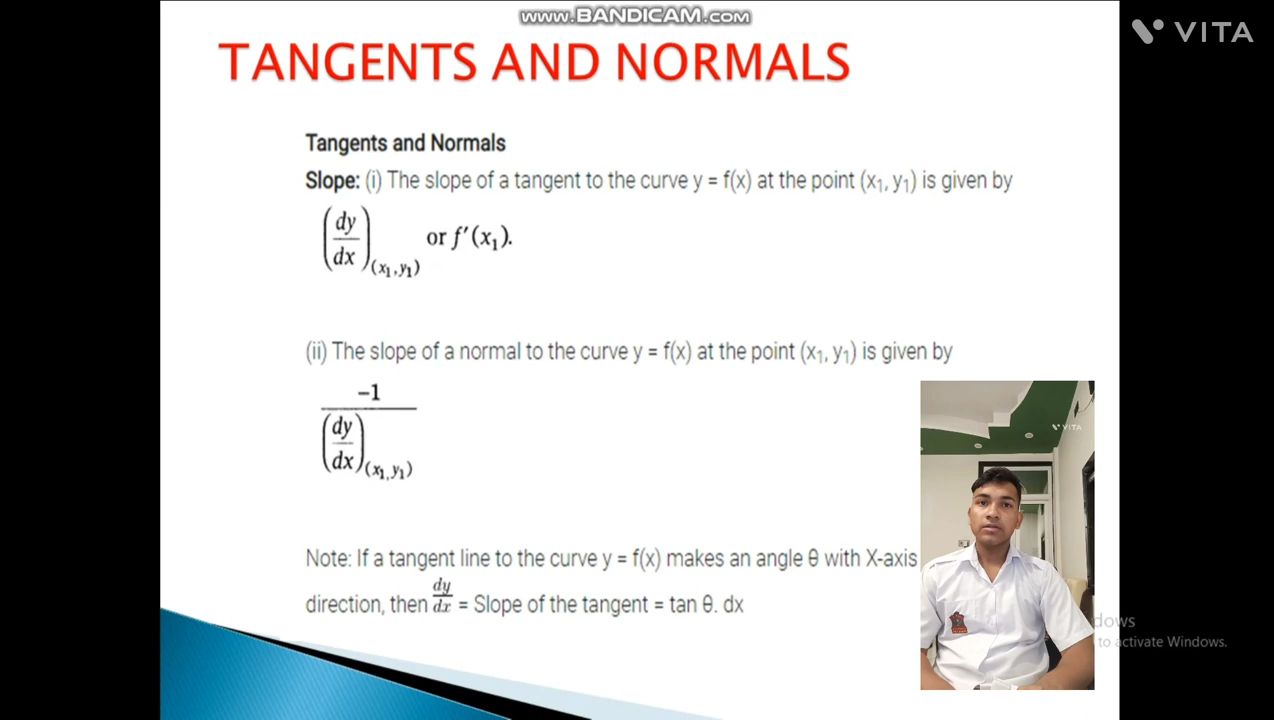 www.BANDICAM.com
VITA
TANGENTS AND NORMALS
Tangents and Normals
Slope: (i) The slope of a tangent to the curve y = f(x) at the point (x₁, y₁) is given by
(dy/dx)(x₁,y₁) or f′(x₁).
(ii) The slope of a normal to the curve y = f(x) at the point (x₁, y₁) is given by
−1
(dy/dx)(x₁,y₁)
VITA
Note: If a tangent line to the curve y = f(x) makes an angle θ with X-axis
direction, then dy/dx = Slope of the tangent = tan θ. dx
to activate Windows.